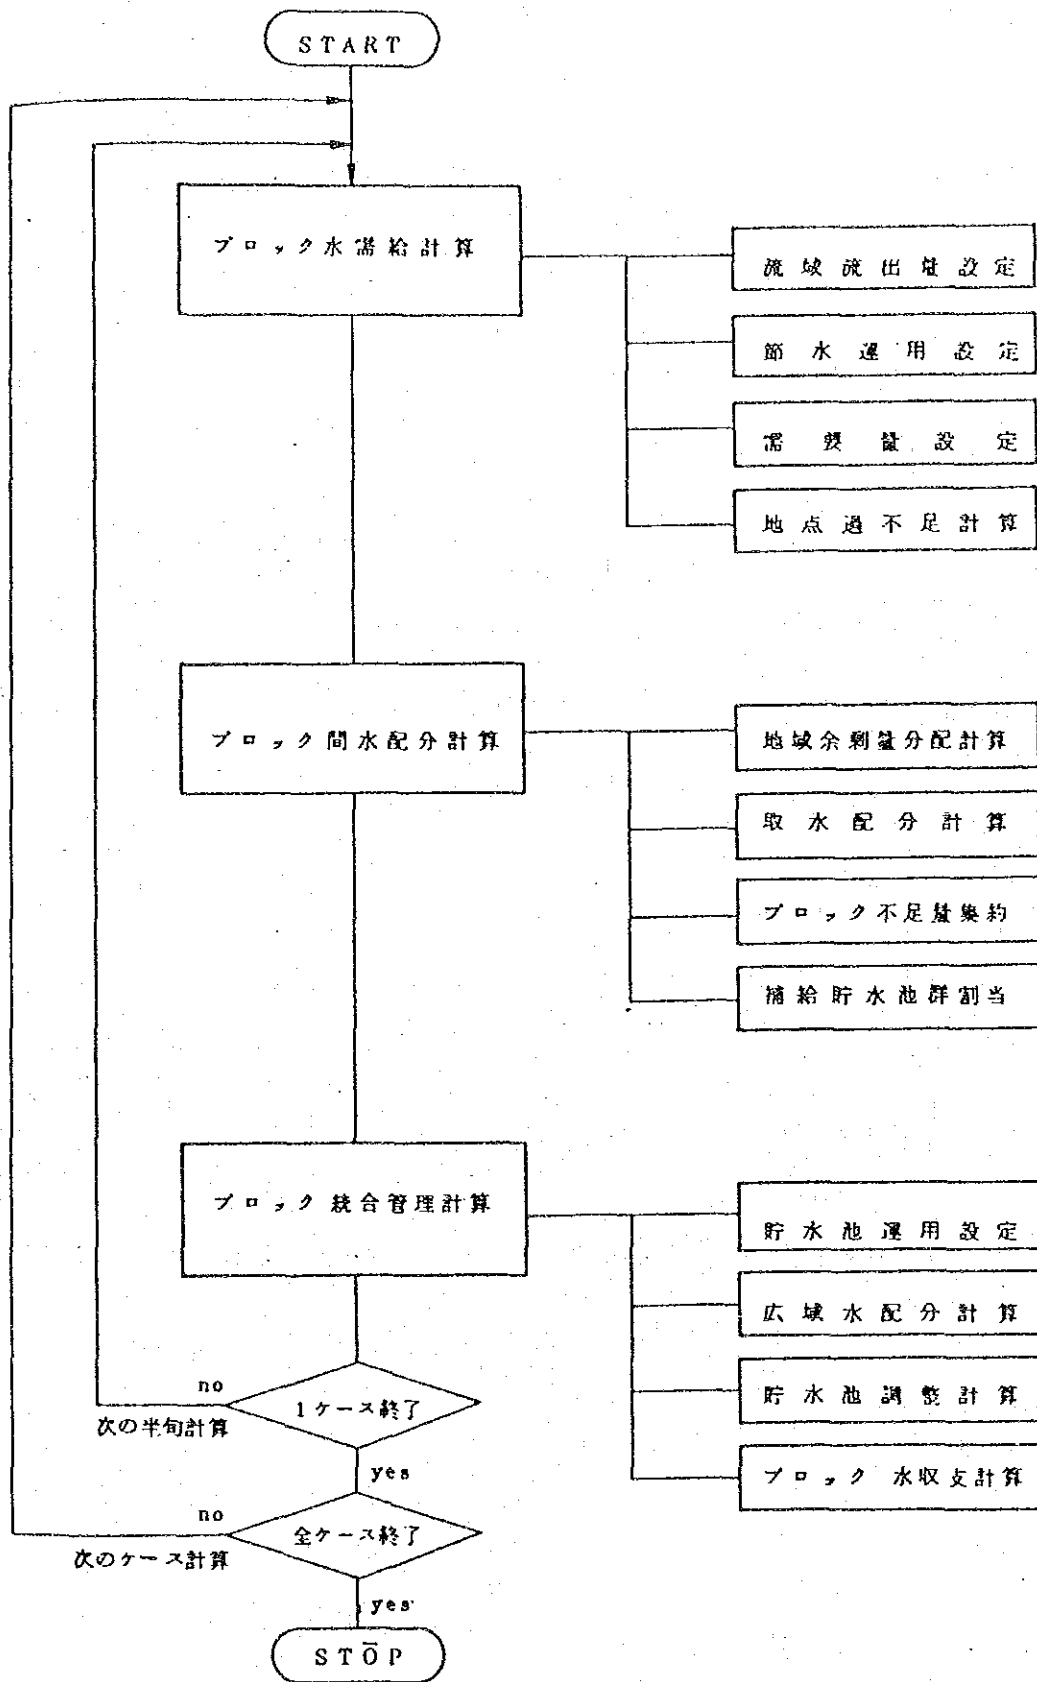 START
ブロック水需給計算
流域流出量設定
節水運用設定
需要量設定
地点過不足計算
ブロック間水配分計算
地域余剰量分配計算
取水配分計算
ブロック不足量集約
補給貯水池群割当
ブロック統合管理計算
貯水池運用設定
広域水配分計算
貯水池調整計算
ブロック 水収支計算
no
1ケース終了
次の半旬計算
yes
no
全ケース終了
次のケース計算
yes
STOP